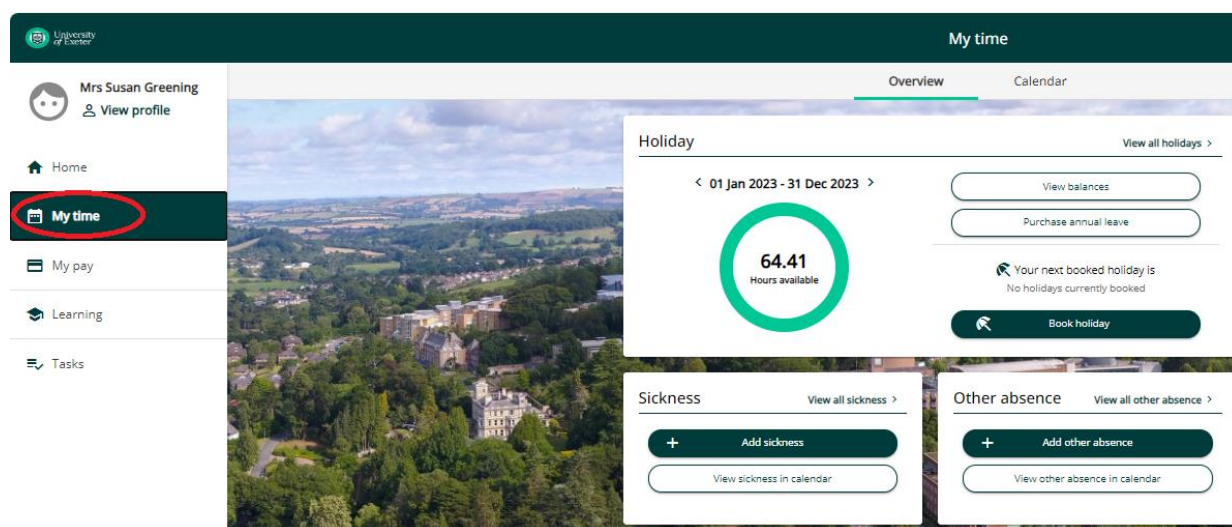 University
of Exeter
My time
Mrs Susan Greening
View profile
Overview
Calendar
Home
My time
My pay
Learning
Tasks
Holiday
View all holidays >
< 01 Jan 2023 - 31 Dec 2023 >
64.41
Hours available
View balances
Purchase annual leave
Your next booked holiday is
No holidays currently booked
Book holiday
Sickness
View all sickness >
+ Add sickness
View sickness in calendar
Other absence
View all other absence >
+ Add other absence
View other absence in calendar